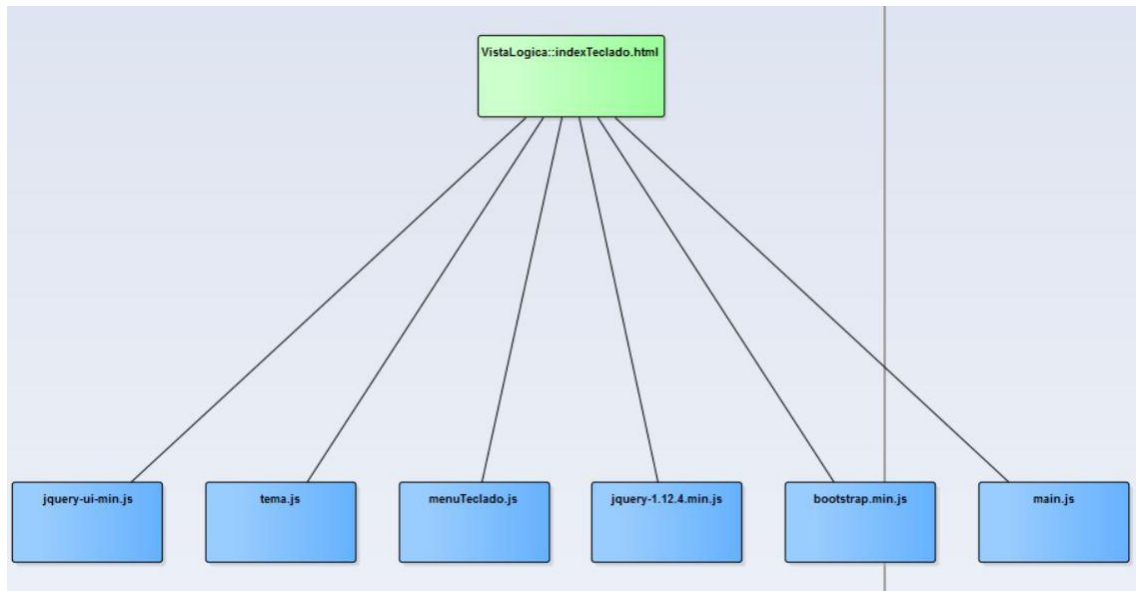 VistaLogica::indexTeclado.html
jquery-ui-min.js
tema.js
menuTeclado.js
jquery-1.12.4.min.js
bootstrap.min.js
main.js